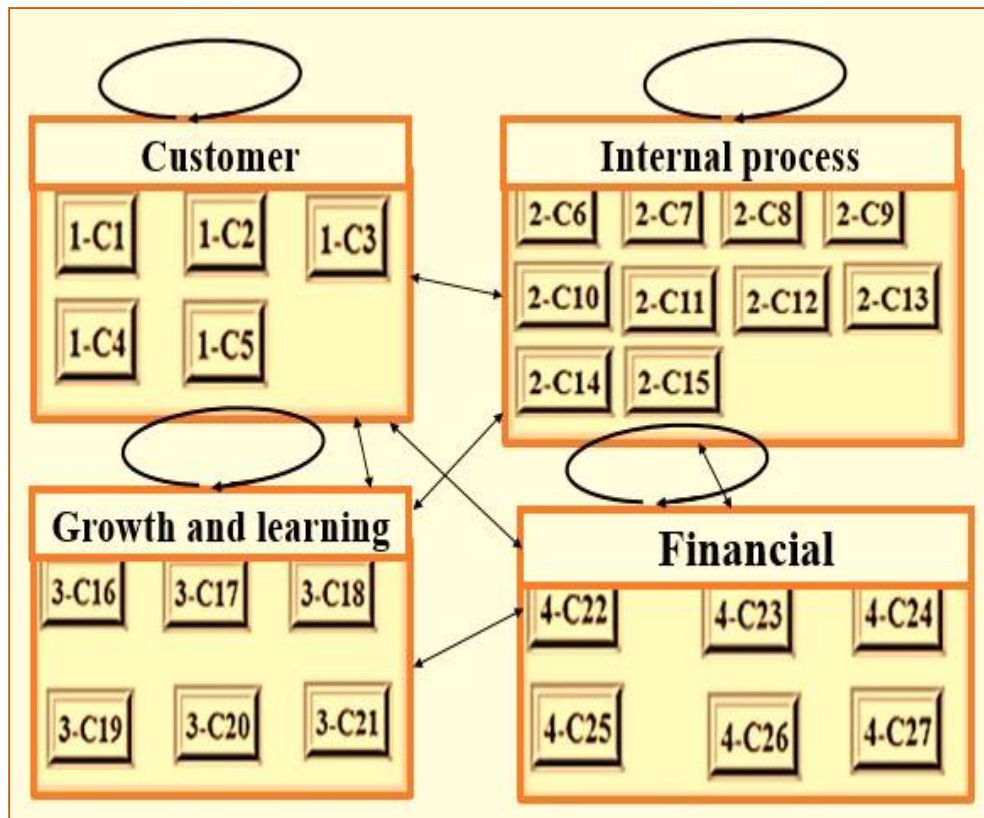 Customer
1-C1 1-C2 1-C3
1-C4 1-C5
Internal process
2-C6 2-C7 2-C8 2-C9
2-C10 2-C11 2-C12 2-C13
2-C14 2-C15
Growth and learning
3-C16 3-C17 3-C18
3-C19 3-C20 3-C21
Financial
4-C22 4-C23 4-C24
4-C25 4-C26 4-C27